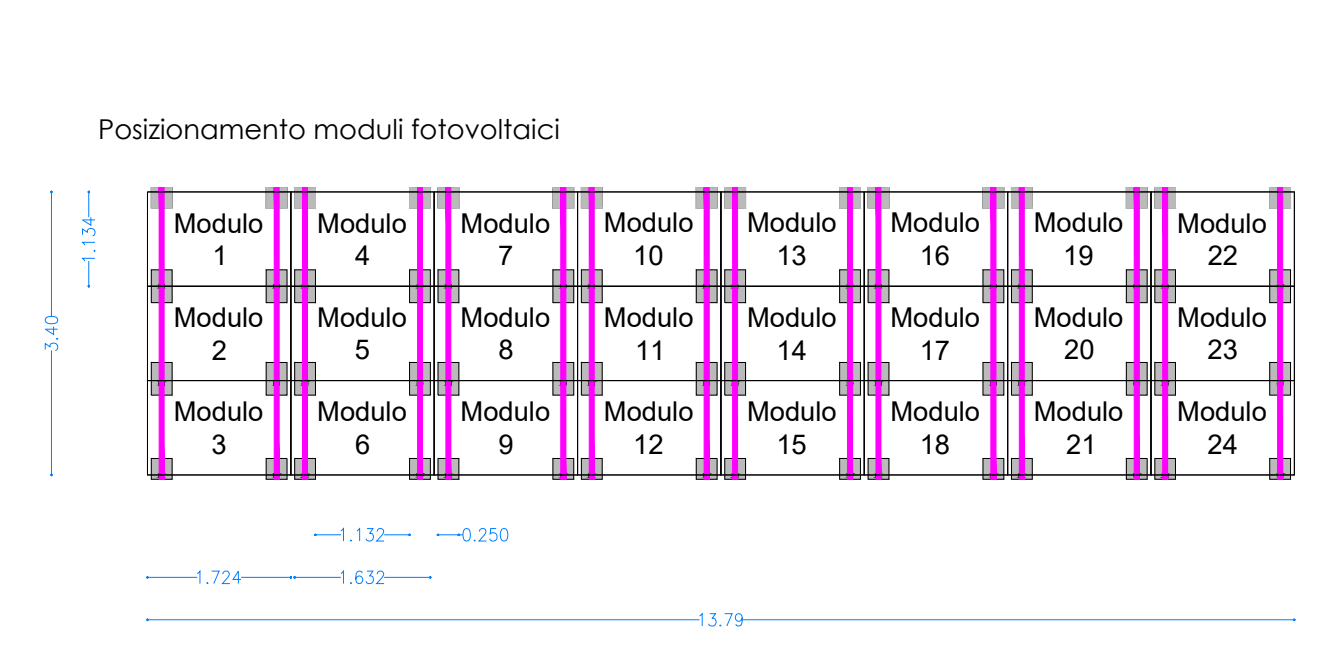 Posizionamento moduli fotovoltaici
Modulo 1
Modulo 4
Modulo 7
Modulo 10
Modulo 13
Modulo 16
Modulo 19
Modulo 22
1.134
3.40
Modulo 2
Modulo 5
Modulo 8
Modulo 11
Modulo 14
Modulo 17
Modulo 20
Modulo 23
Modulo 3
Modulo 6
Modulo 9
Modulo 12
Modulo 15
Modulo 18
Modulo 21
Modulo 24
1.132
0.250
1.724
1.632
13.79